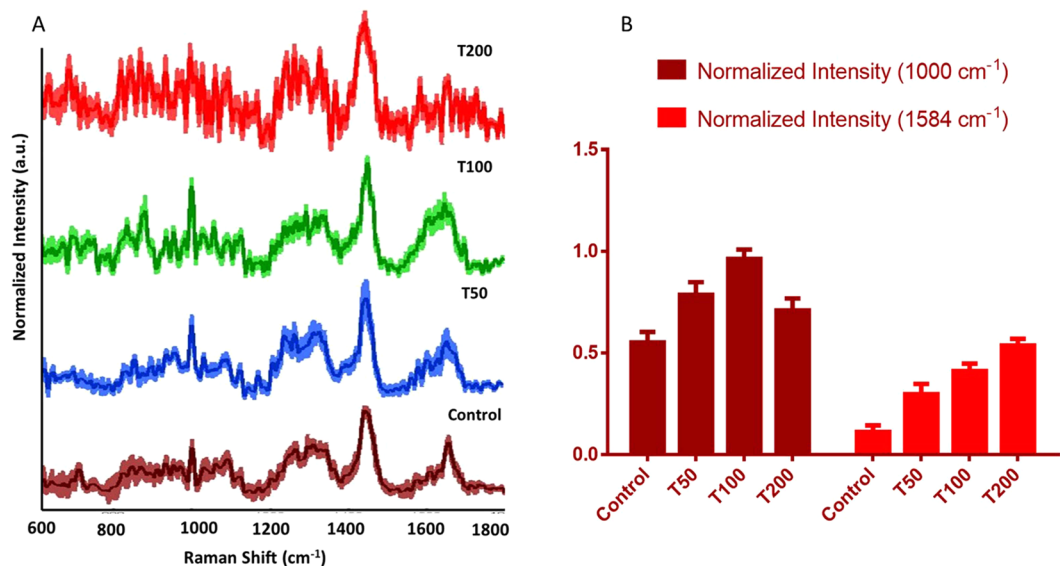 A
T200
T100
T50
Control
Normalized Intensity (a.u.)
600 800 1000 1200 1400 1600 1800
Raman Shift (cm⁻¹)
B
Normalized Intensity (1000 cm⁻¹)
Normalized Intensity (1584 cm⁻¹)
1.5
1.0
0.5
0.0
Control T50 T100 T200 Control T50 T100 T200